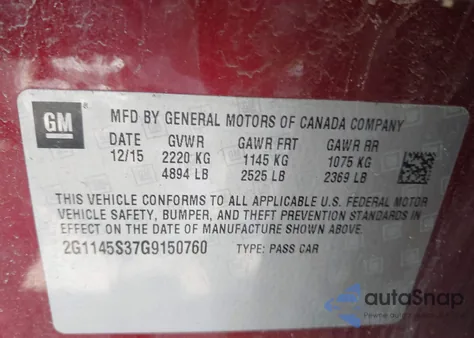 GM ®
MFD BY GENERAL MOTORS OF CANADA COMPANY
DATE GVWR GAWR FRT GAWR RR
12/15 2220 KG 1145 KG 1075 KG
4894 LB 2525 LB 2369 LB
THIS VEHICLE CONFORMS TO ALL APPLICABLE U.S. FEDERAL MOTOR
VEHICLE SAFETY, BUMPER, AND THEFT PREVENTION STANDARDS IN
EFFECT ON THE DATE OF MANUFACTURE SHOWN ABOVE.
2G1145S37G9150760 TYPE: PASS CAR
autoSnap